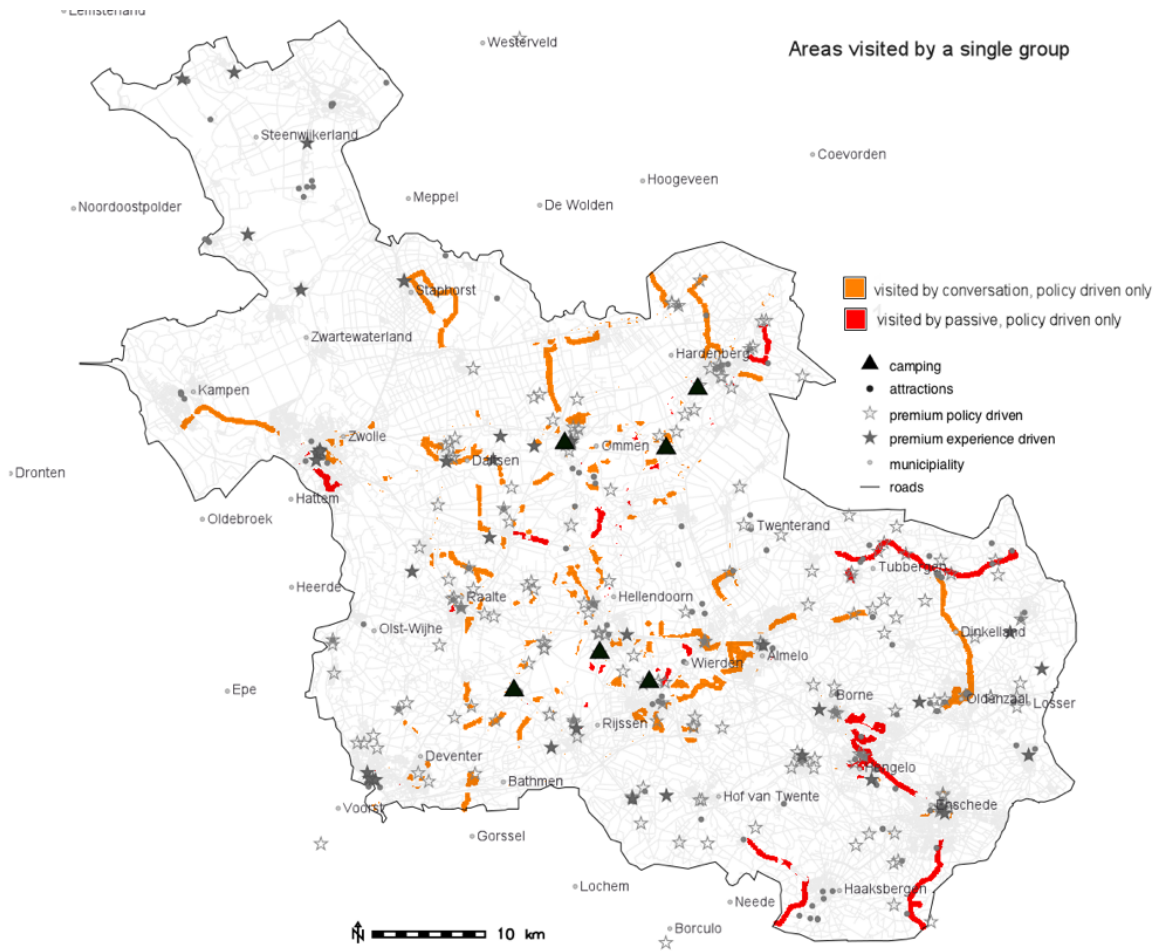 Lemsterland
Westerveld
Areas visited by a single group
Steenwijkerland
Coevorden
Hoogeveen
Meppel
De Wolden
Noordoostpolder
Staphorst
visited by conversation, policy driven only
visited by passive, policy driven only
Zwartewaterland
Hardenberg
camping
Kampen
attractions
premium policy driven
Zwolle
Ommen
premium experience driven
Dalfsen
municipiality
Dronten
roads
Hattem
Oldebroek
Twenterand
Tubbergen
Heerde
Raalte
Hellendoorn
Olst-Wijhe
Dinkelland
Wierden
Almelo
Epe
Borne
Oldenzaal
Losser
Rijssen
Deventer
Hengelo
Bathmen
Hof van Twente
Voorst
Enschede
Gorssel
Lochem
Haaksbergen
Neede
Borculo
N
10 km